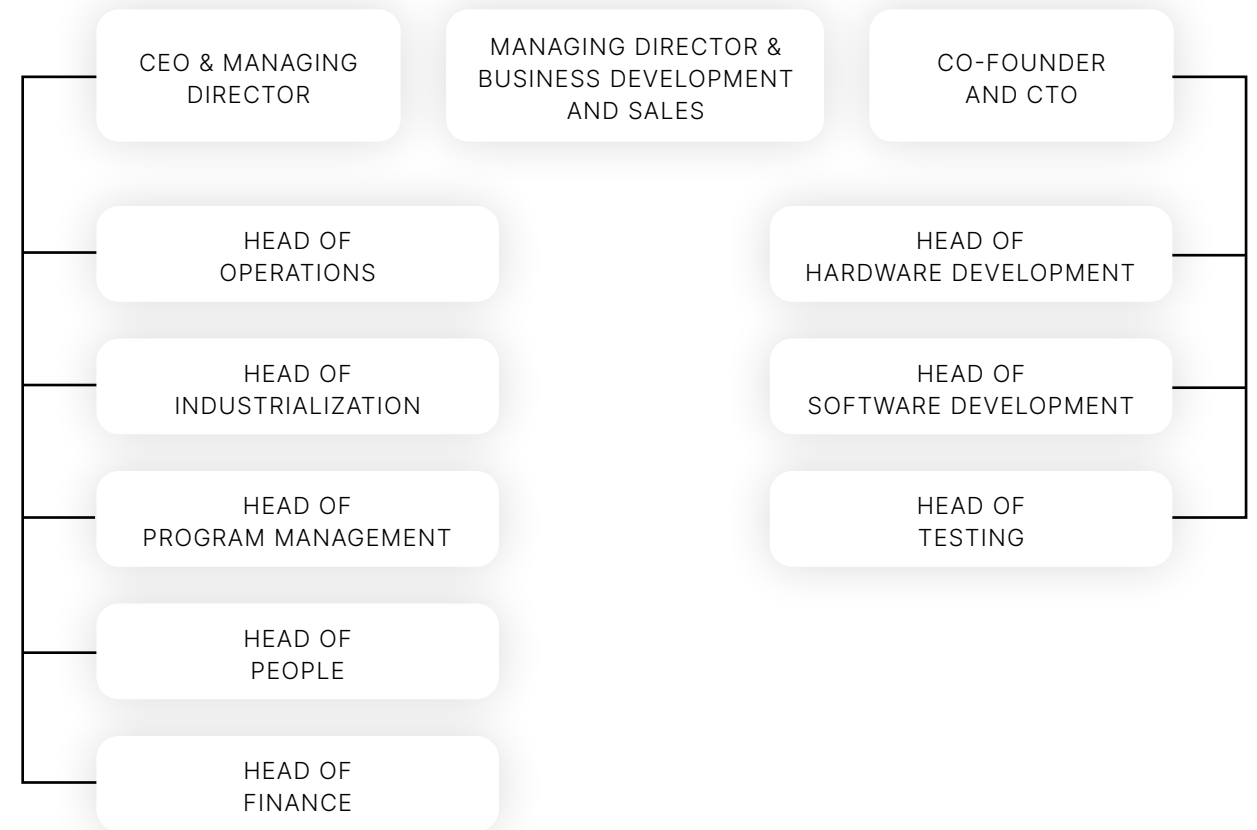 CEO & MANAGING
DIRECTOR
MANAGING DIRECTOR &
BUSINESS DEVELOPMENT
AND SALES
CO-FOUNDER
AND CTO
HEAD OF
OPERATIONS
HEAD OF
INDUSTRIALIZATION
HEAD OF
PROGRAM MANAGEMENT
HEAD OF
PEOPLE
HEAD OF
FINANCE
HEAD OF
HARDWARE DEVELOPMENT
HEAD OF
SOFTWARE DEVELOPMENT
HEAD OF
TESTING